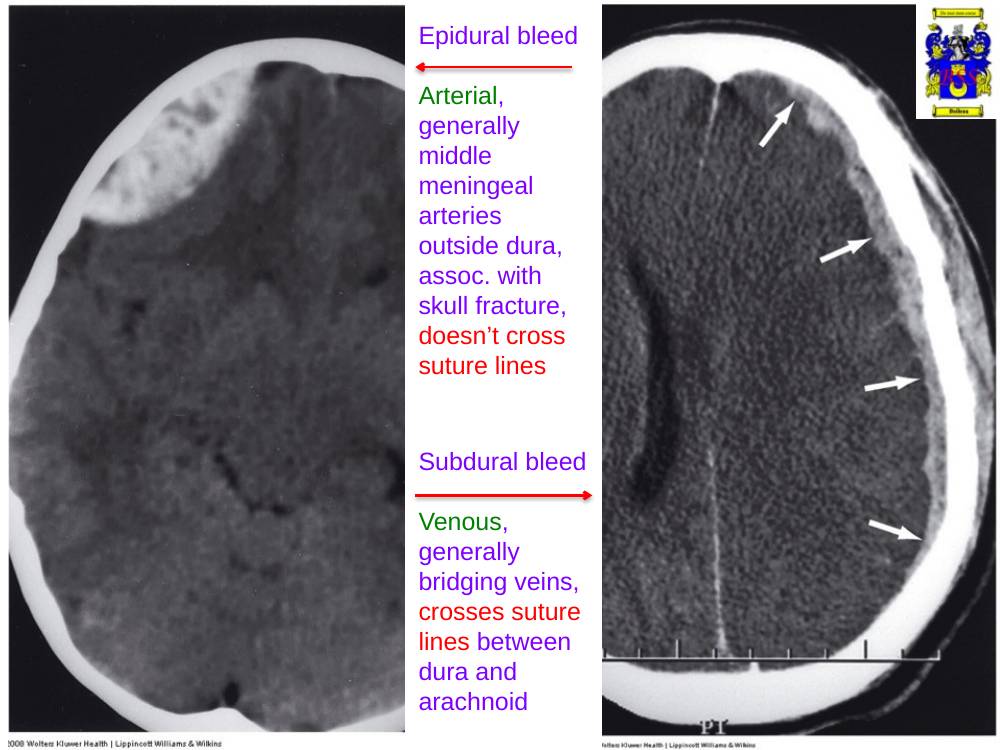 Epidural bleed
Arterial,
generally
middle
meningeal
arteries
outside dura,
assoc. with
skull fracture,
doesn't cross
suture lines
Subdural bleed
Venous,
generally
bridging veins,
crosses suture
lines between
dura and
arachnoid
2008 Wolters Kluwer Health | Lippincott Williams & Wilkins
Wolters Kluwer Health | Lippincott Williams & Wilkins